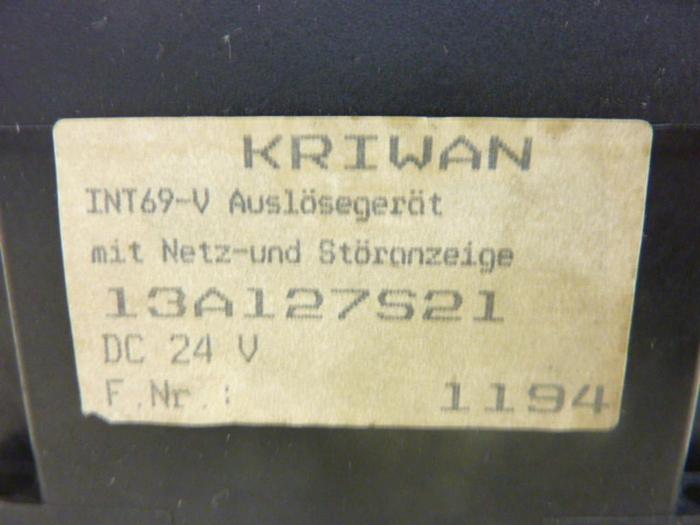 KRIWAN
INT69-V Auslösegerät
mit Netz-und Störanzeige
13A127S21
DC 24 V
F.Nr.: 1194